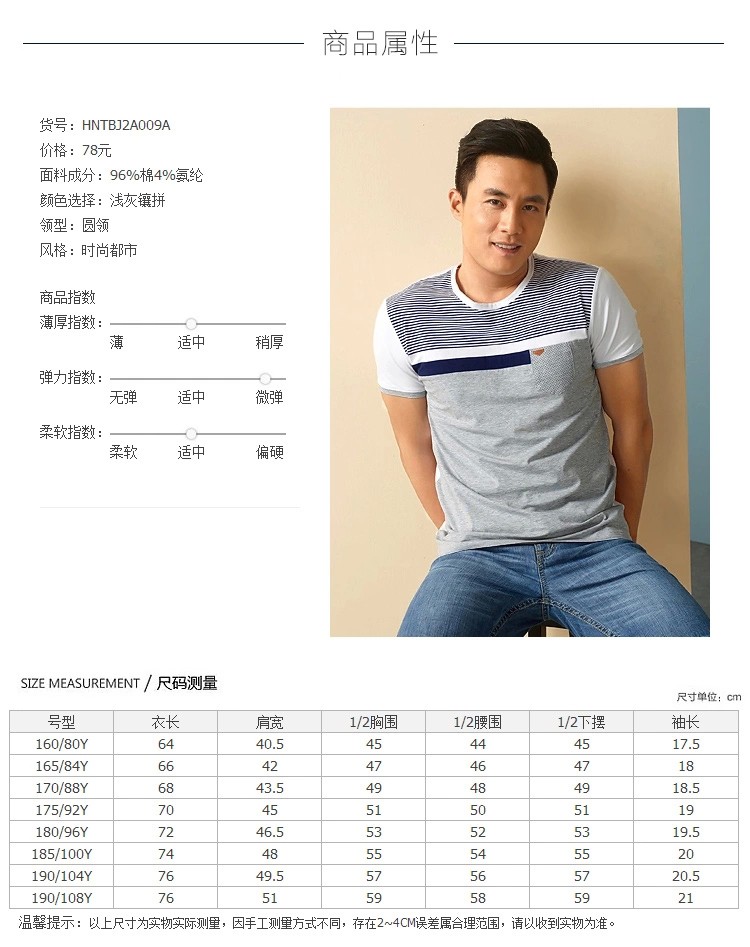 商品属性
货号：HNTBJ2A009A
价格：78元
面料成分：96%棉4%氨纶
颜色选择：浅灰镶拼
领型：圆领
风格：时尚都市
商品指数
薄厚指数：
薄 适中 稍厚
弹力指数：
无弹 适中 微弹
柔软指数：
柔软 适中 偏硬
SIZE MEASUREMENT / 尺码测量
尺寸单位：cm
号型 衣长 肩宽 1/2胸围 1/2腰围 1/2下摆 袖长
160/80Y 64 40.5 45 44 45 17.5
165/84Y 66 42 47 46 47 18
170/88Y 68 43.5 49 48 49 18.5
175/92Y 70 45 51 50 51 19
180/96Y 72 46.5 53 52 53 19.5
185/100Y 74 48 55 54 55 20
190/104Y 76 49.5 57 56 57 20.5
190/108Y 76 51 59 58 59 21
温馨提示：以上尺寸为实物实际测量，因手工测量方式不同，存在2~4CM误差属合理范围，请以收到实物为准。